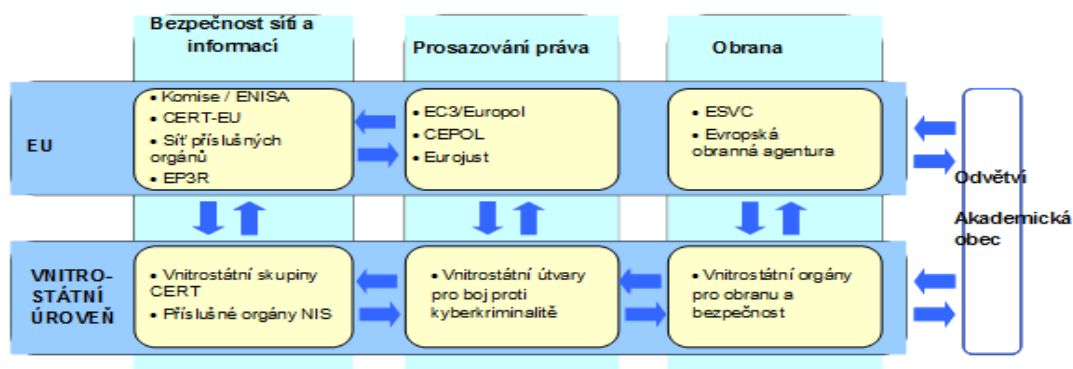 Bezpečnost sítí a
informací
Prosazování práva
Obrana
EU
• Komise / ENISA
• CERT-EU
• Síť příslušných
orgánů
• EP3R
• EC3/Europol
• CEPOL
• Eurojust
• ESVC
• Evropská
obranná agentura
Odvětví
Akademická
obec
VNITRO-
STÁTNÍ
ÚROVEŇ
• Vnitrostátní skupiny
CERT
• Příslušné orgány NIS
• Vnitrostátní útvary
pro boj proti
kyberkriminalitě
• Vnitrostátní orgány
pro obranu a
bezpečnost